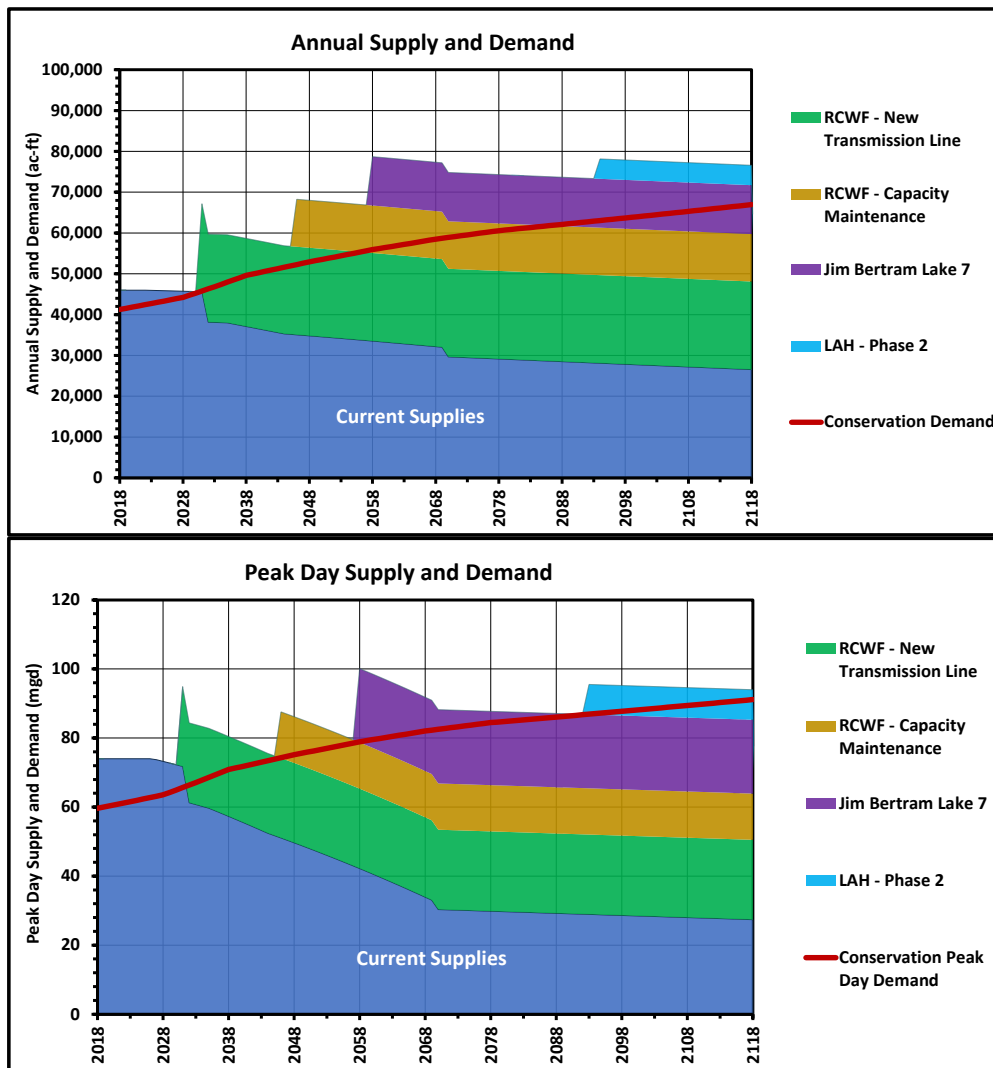 Annual Supply and Demand
Annual Supply and Demand (ac-ft)
100,000
90,000
80,000
70,000
60,000
50,000
40,000
30,000
20,000
10,000
0
Current Supplies
2018
2028
2038
2048
2058
2068
2078
2088
2098
2108
2118
RCWF - New
Transmission Line
RCWF - Capacity
Maintenance
Jim Bertram Lake 7
LAH - Phase 2
Conservation Demand
Peak Day Supply and Demand
Peak Day Supply and Demand (mgd)
120
100
80
60
40
20
0
Current Supplies
2018
2028
2038
2048
2058
2068
2078
2088
2098
2108
2118
RCWF - New
Transmission Line
RCWF - Capacity
Maintenance
Jim Bertram Lake 7
LAH - Phase 2
Conservation Peak
Day Demand